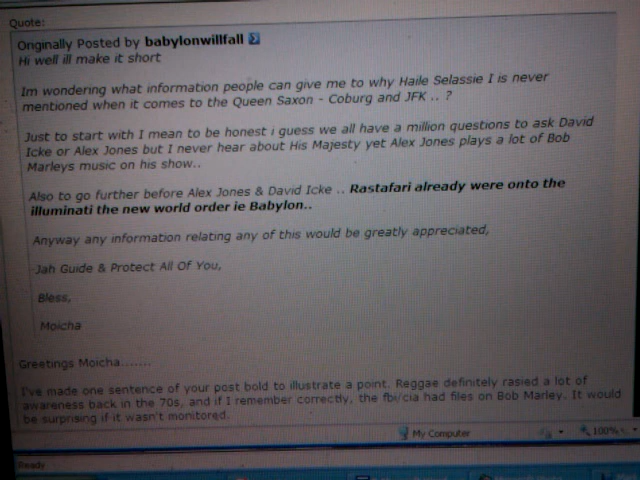 Quote:
Originally Posted by babylonwillfall
Hi well ill make it short
Im wondering what information people can give me to why Haile Selassie I is never
mentioned when it comes to the Queen Saxon - Coburg and JFK .. ?
Just to start with I mean to be honest i guess we all have a million questions to ask David
Icke or Alex Jones but I never hear about His Majesty yet Alex Jones plays a lot of Bob
Marleys music on his show..
Also to go further before Alex Jones & David Icke .. Rastafari already were onto the
illuminati the new world order ie Babylon..
Anyway any information relating any of this would be greatly appreciated,
Jah Guide & Protect All Of You,
Bless,
Moicha
Greetings Moicha.......
I've made one sentence of your post bold to illustrate a point. Reggae definitely rasied a lot of
awareness back in the 70s, and if I remember correctly, the fbi/cia had files on Bob Marley. It would
be surprising if it wasn't monitored.
My Computer
100%
Ready